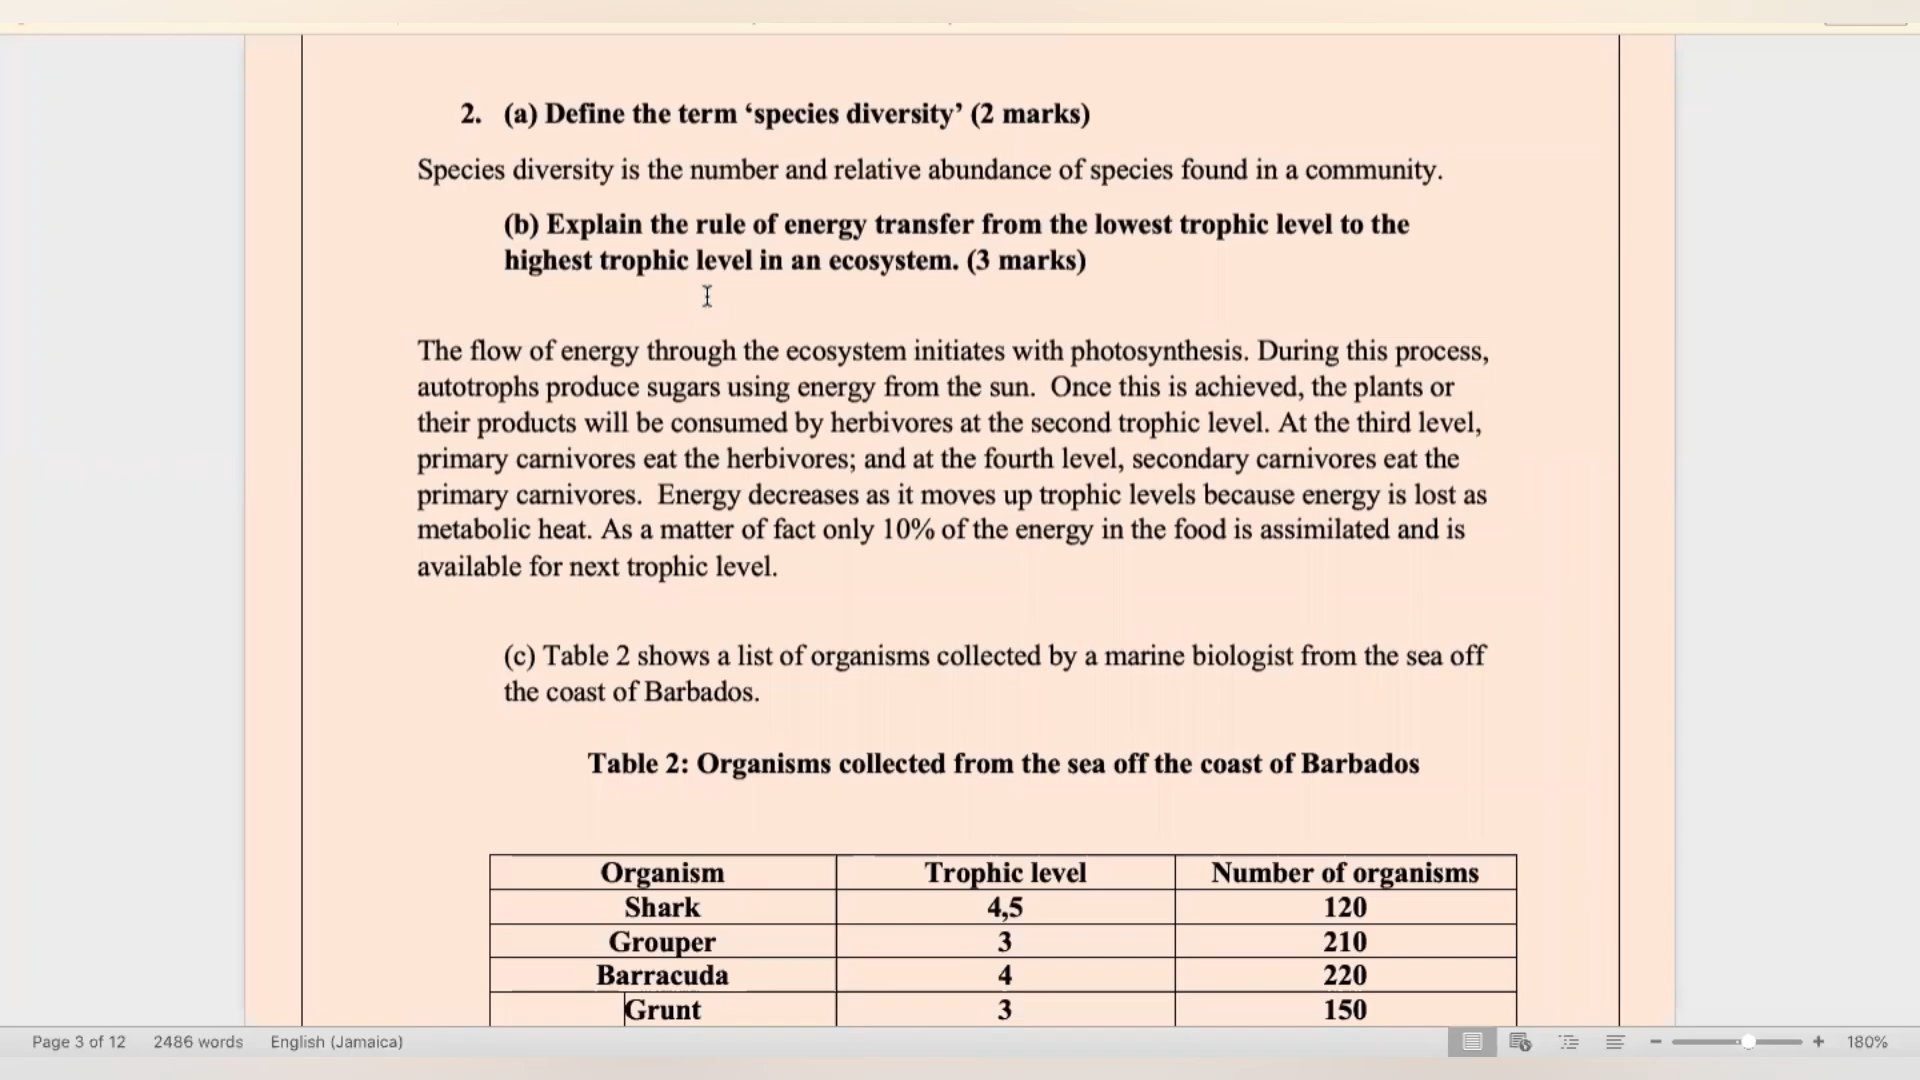 2. (a) Define the term ‘species diversity’ (2 marks)
Species diversity is the number and relative abundance of species found in a community.
(b) Explain the rule of energy transfer from the lowest trophic level to the
highest trophic level in an ecosystem. (3 marks)
The flow of energy through the ecosystem initiates with photosynthesis. During this process,
autotrophs produce sugars using energy from the sun.  Once this is achieved, the plants or
their products will be consumed by herbivores at the second trophic level. At the third level,
primary carnivores eat the herbivores; and at the fourth level, secondary carnivores eat the
primary carnivores.  Energy decreases as it moves up trophic levels because energy is lost as
metabolic heat. As a matter of fact only 10% of the energy in the food is assimilated and is
available for next trophic level.
(c) Table 2 shows a list of organisms collected by a marine biologist from the sea off
the coast of Barbados.
Table 2: Organisms collected from the sea off the coast of Barbados
Organism Trophic level Number of organisms
Shark 4,5 120
Grouper 3 210
Barracuda 4 220
Grunt 3 150
Page 3 of 12 2486 words English (Jamaica) 180%